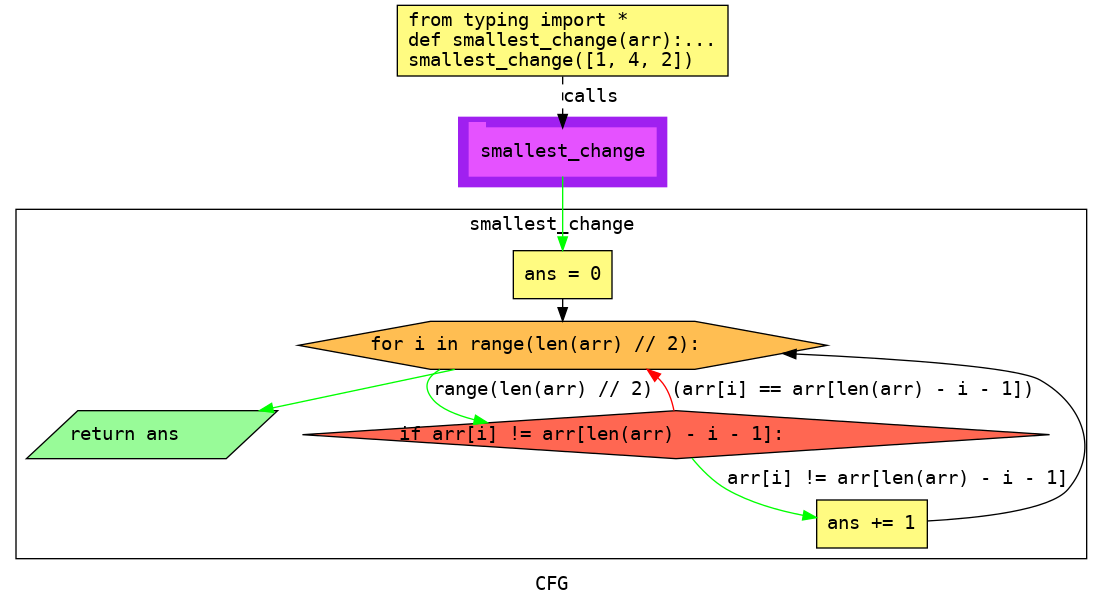 from typing import *
def smallest_change(arr):...
smallest_change([1, 4, 2])
calls
smallest_change
smallest_change
ans = 0
for i in range(len(arr) // 2):
range(len(arr) // 2)
(arr[i] == arr[len(arr) - i - 1])
return ans
if arr[i] != arr[len(arr) - i - 1]:
arr[i] != arr[len(arr) - i - 1]
ans += 1
CFG